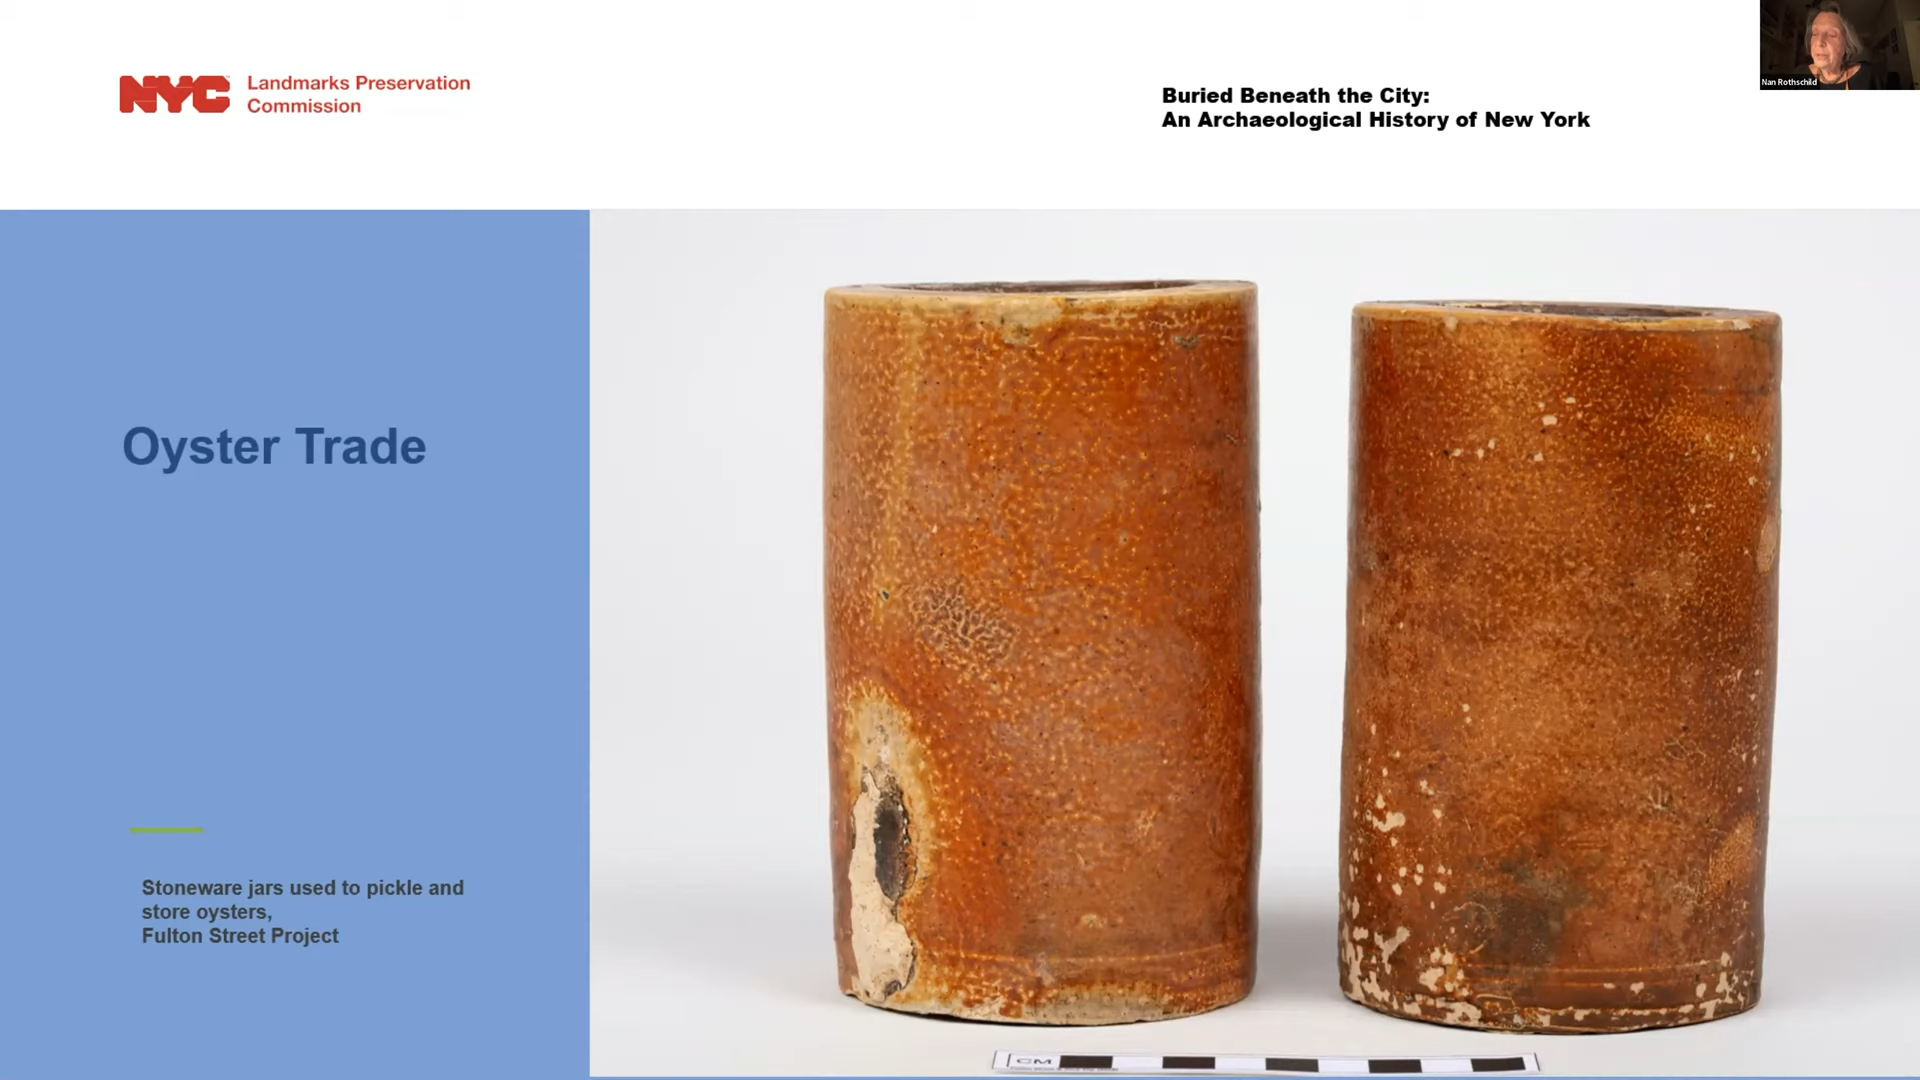 NYC
Landmarks Preservation
Commission
Buried Beneath the City:
An Archaeological History of New York
Nan Rothschild
Oyster Trade
Stoneware jars used to pickle and
store oysters,
Fulton Street Project
CM